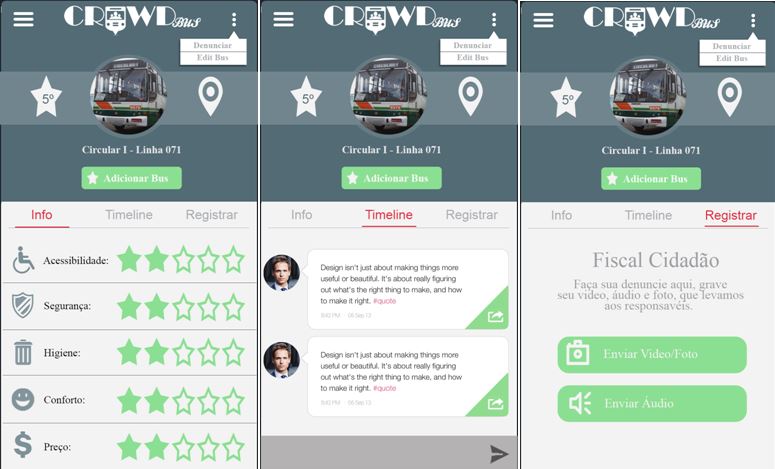 CROWD Bus
Denunciar
Edit Bus
5º
Circular I - Linha 071
Adicionar Bus
Info Timeline Registrar
Acessibilidade:
Segurança:
Higiene:
Conforto:
Preço:
CROWD Bus
Denunciar
Edit Bus
5º
Circular I - Linha 071
Adicionar Bus
Info Timeline Registrar
Design isn't just about making things more
useful or beautiful. It's about really figuring
out what's the right thing to make, and how
to make it right. #quote
9:42 PM 05 Sep 13
Design isn't just about making things more
useful or beautiful. It's about really figuring
out what's the right thing to make, and how
to make it right. #quote
9:42 PM 05 Sep 13
CROWD Bus
Denunciar
Edit Bus
5º
Circular I - Linha 071
Adicionar Bus
Info Timeline Registrar
Fiscal Cidadão
Faça sua denuncie aqui, grave
seu video, áudio e foto, que levamos
aos responsavéis.
Enviar Video/Foto
Enviar Áudio